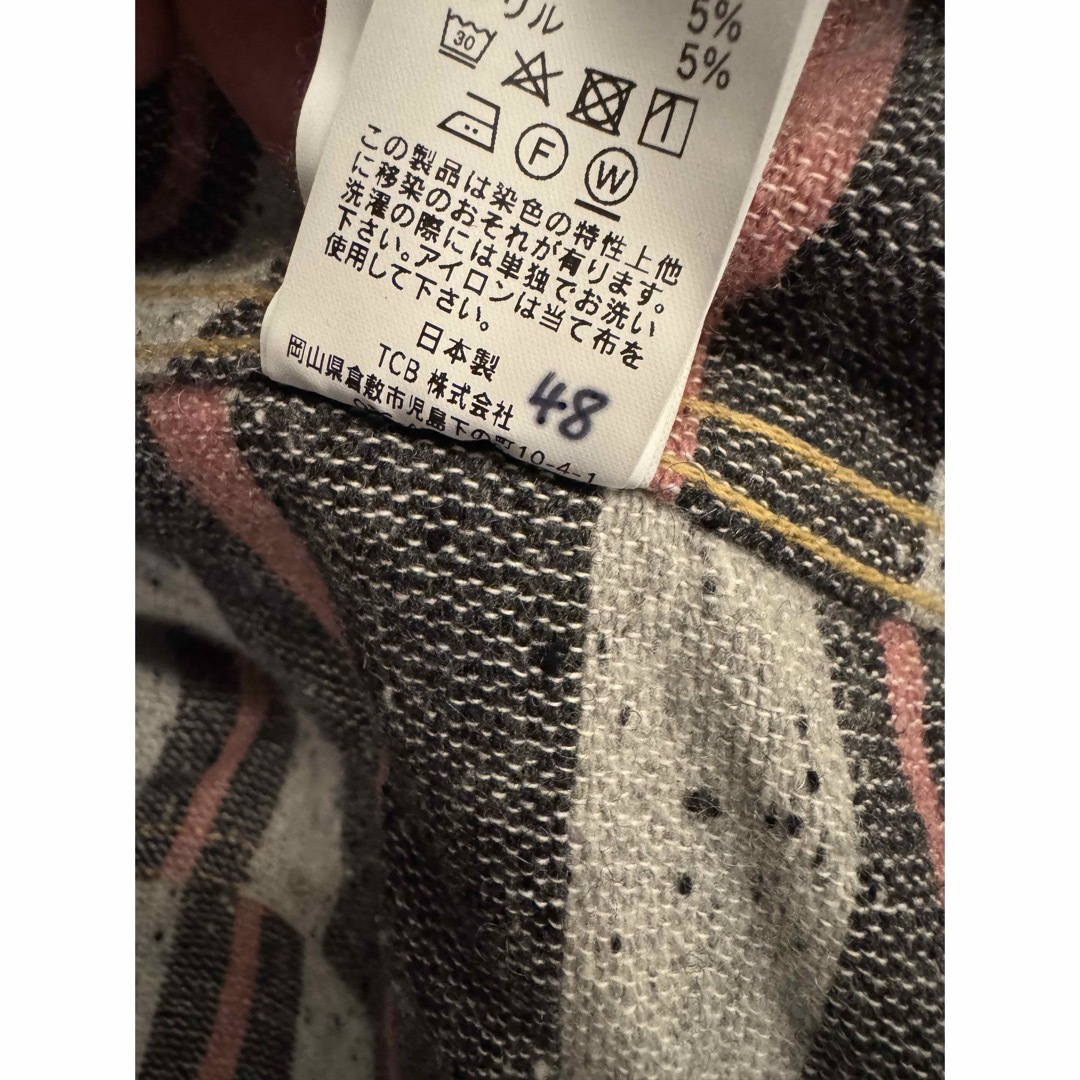 リル 5%
5%
30
F W
この製品は染色の特性上他
に移染のおそれが有ります。
洗濯の際には単独でお洗い
下さい。アイロンは当て布を
使用して下さい。
日本製
TCB 株式会社 48
岡山県倉敷市児島下の町10-4-1